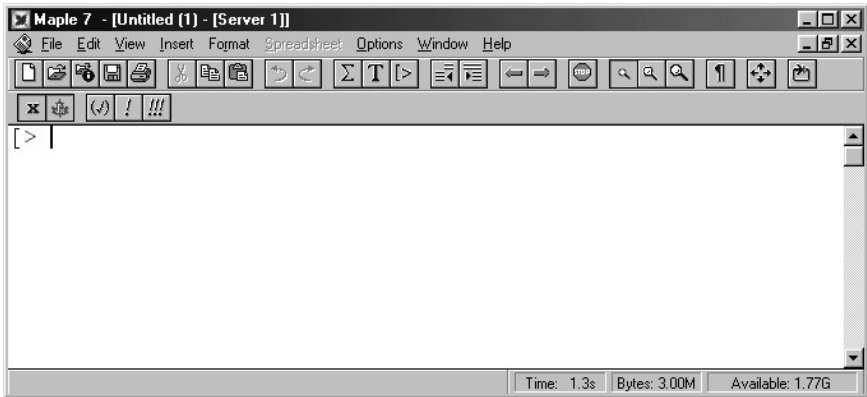 Maple 7 - [Untitled (1) - [Server 1]]
File Edit View Insert Format Spreadsheet Options Window Help
Σ T [>
STOP
¶
x (√) ! !!!
[>
Time: 1.3s Bytes: 3.00M Available: 1.77G